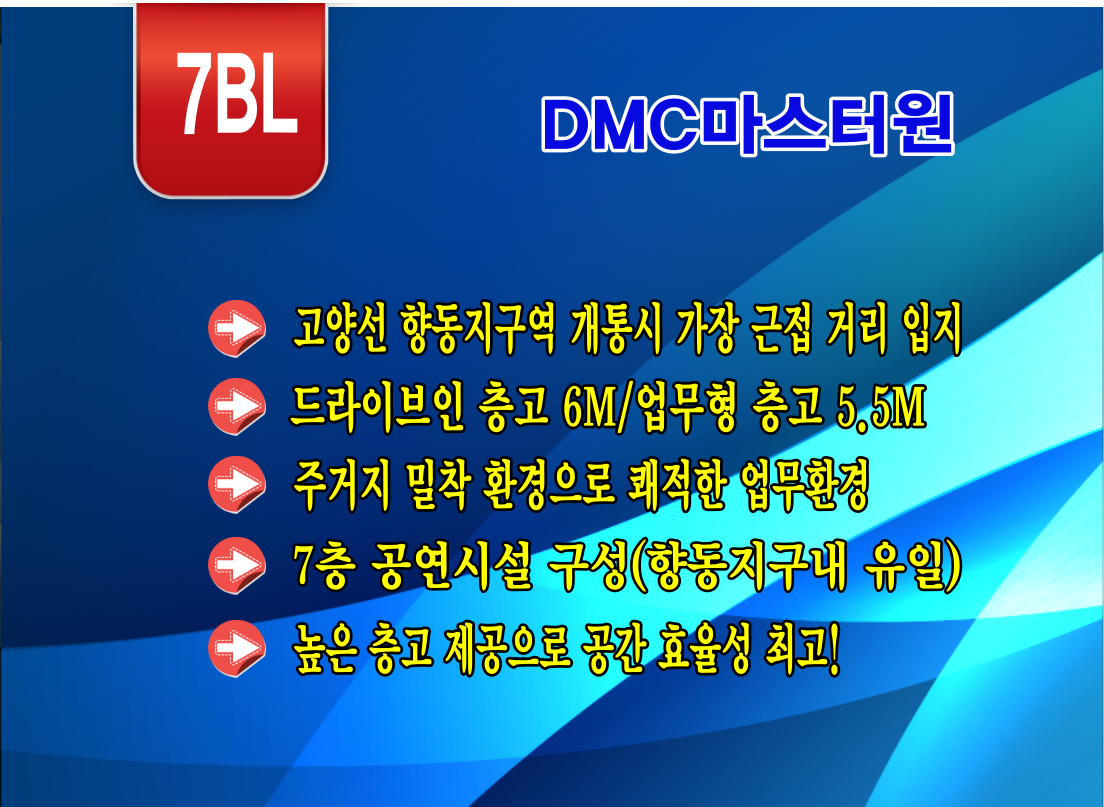 7BL
DMC마스터원
고양선 향동지구역 개통시 가장 근접 거리 입지
드라이브인 층고 6M/업무형 층고 5.5M
주거지 밀착 환경으로 쾌적한 업무환경
7층 공연시설 구성(향동지구내 유일)
높은 층고 제공으로 공간 효율성 최고!